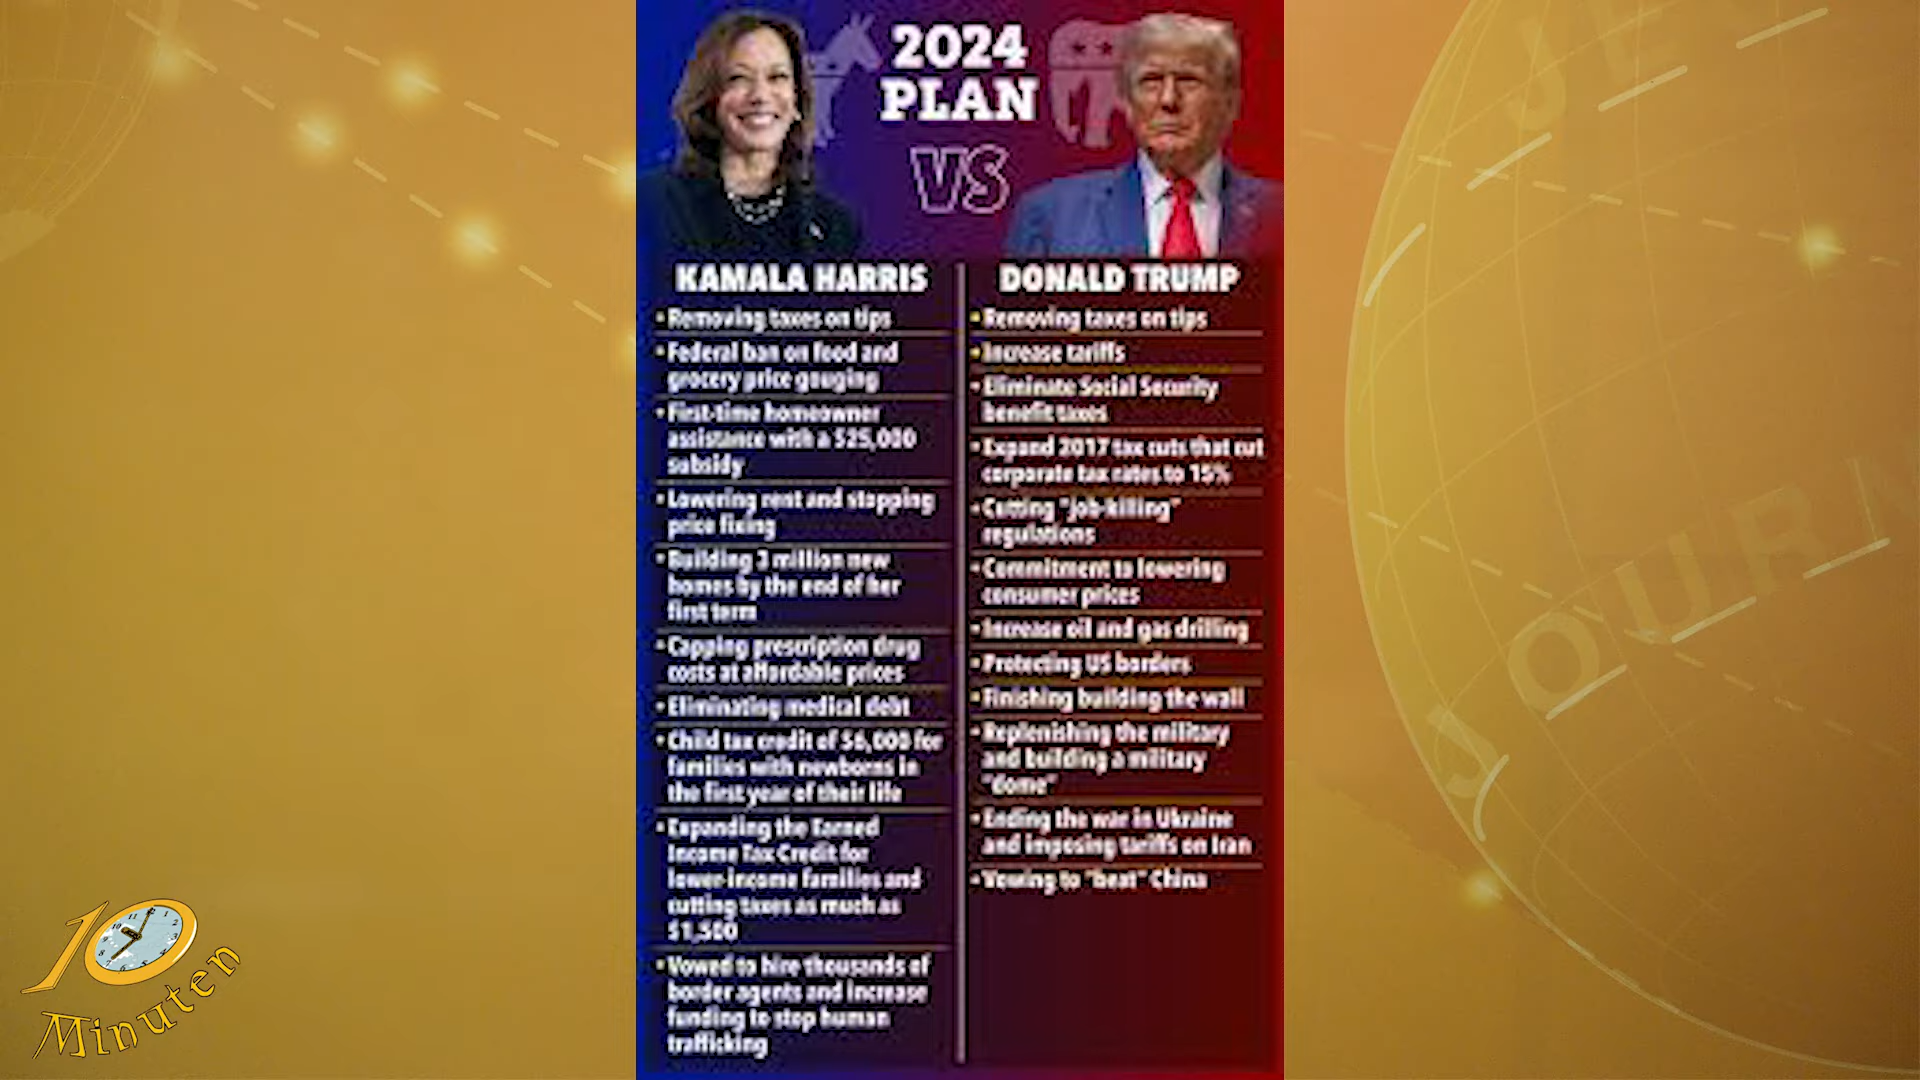 2024
PLAN
VS
KAMALA HARRIS
• Removing taxes on tips
• Federal ban on food and
grocery price gouging
• First-time homeowner
assistance with a $25,000
subsidy
• Lowering rent and stopping
price fixing
• Building 3 million new
homes by the end of her
first term
• Capping prescription drug
costs at affordable prices
• Eliminating medical debt
• Child tax credit of $6,000 for
families with newborns in
the first year of their life
• Expanding the Earned
Income Tax Credit for
lower-income families and
cutting taxes as much as
$1,500
• Vowed to hire thousands of
border agents and increase
funding to stop human
trafficking
DONALD TRUMP
• Removing taxes on tips
• Increase tariffs
• Eliminate Social Security
benefit taxes
• Expand 2017 tax cuts that cut
corporate tax rates to 15%
• Cutting "job-killing"
regulations
• Commitment to lowering
consumer prices
• Increase oil and gas drilling
• Protecting US borders
• Finishing building the wall
• Replenishing the military
and building a military
"dome"
• Ending the war in Ukraine
and imposing tariffs on Iran
• Vowing to "beat" China
10
Minuten